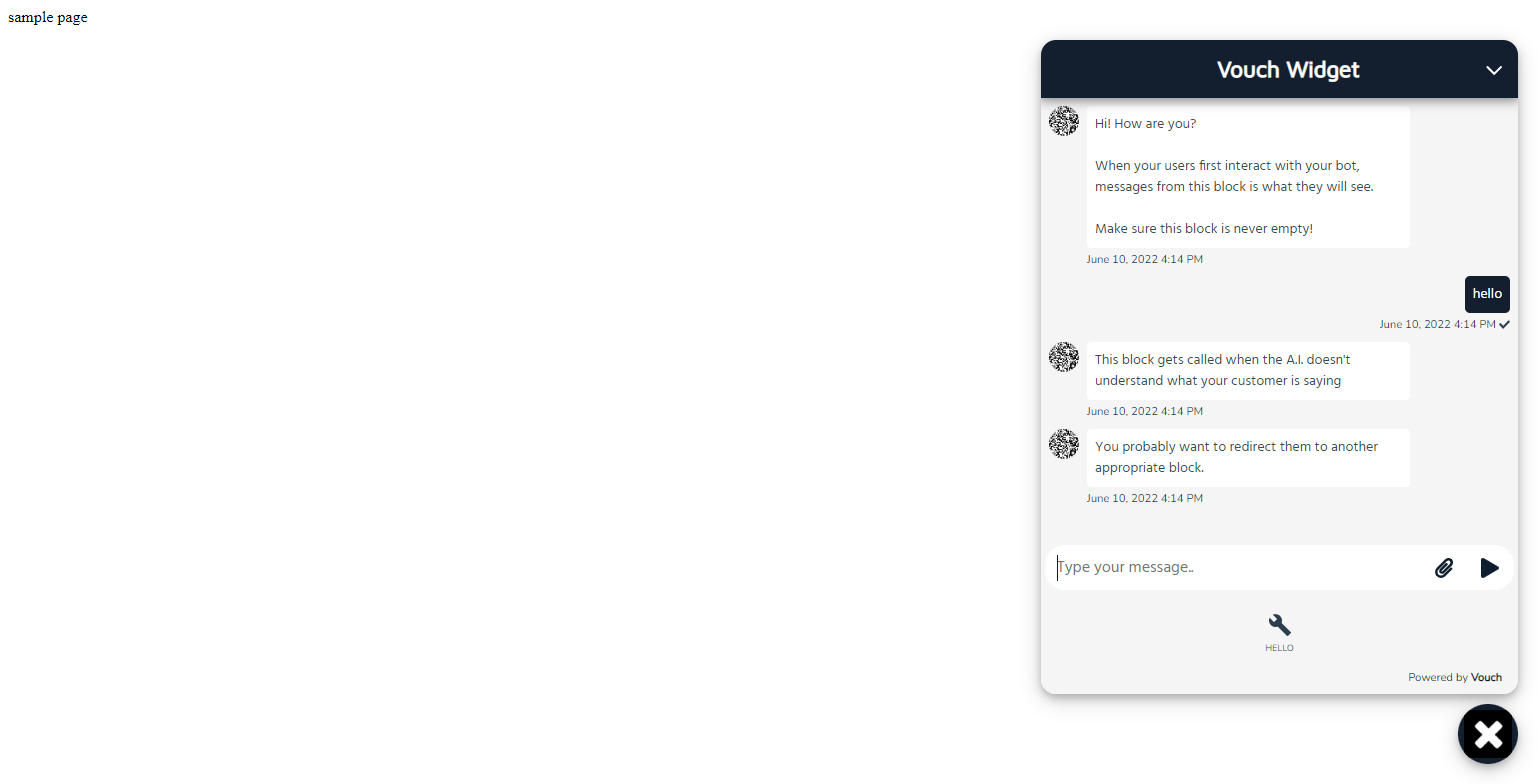 sample page
Vouch Widget
Hi! How are you?
When your users first interact with your bot,
messages from this block is what they will see.
Make sure this block is never empty!
June 10, 2022 4:14 PM
hello
June 10, 2022 4:14 PM
This block gets called when the A.I. doesn't
understand what your customer is saying
June 10, 2022 4:14 PM
You probably want to redirect them to another
appropriate block.
June 10, 2022 4:14 PM
Type your message..
HELLO
Powered by Vouch